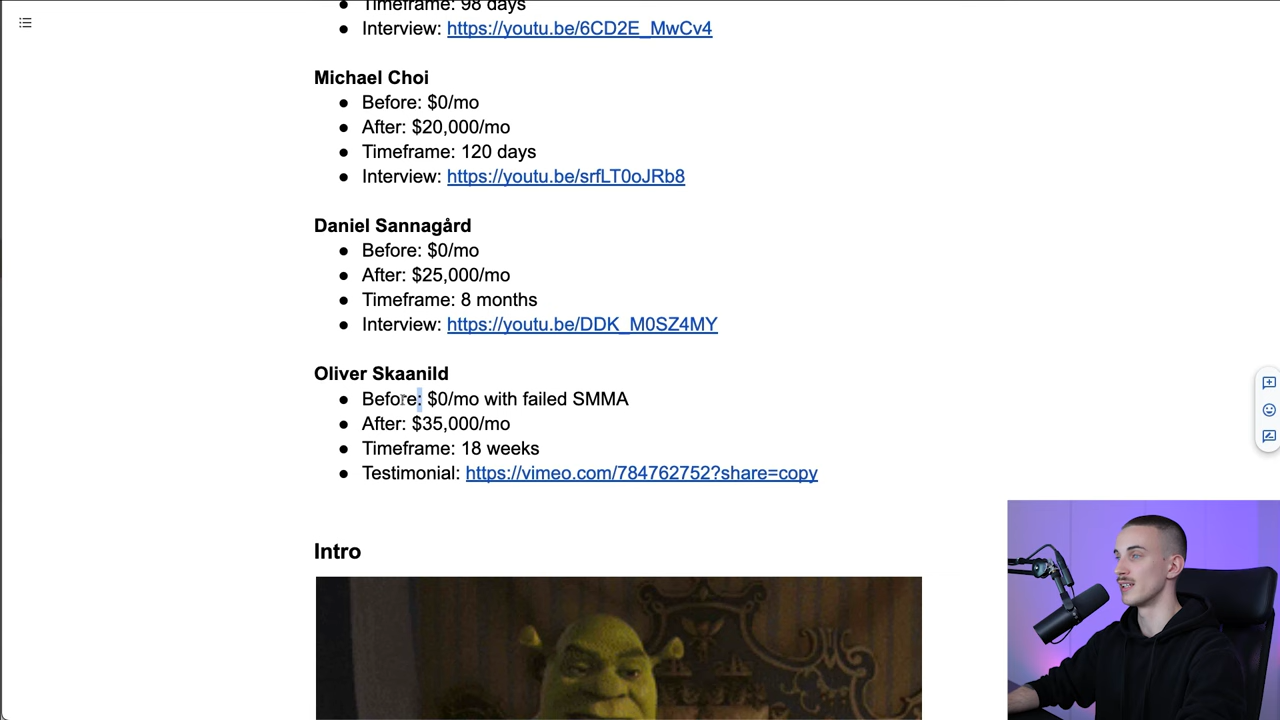 Timeframe: 98 days
Interview: https://youtu.be/6CD2E_MwCv4
Michael Choi
Before: $0/mo
After: $20,000/mo
Timeframe: 120 days
Interview: https://youtu.be/srfLT0oJRb8
Daniel Sannagård
Before: $0/mo
After: $25,000/mo
Timeframe: 8 months
Interview: https://youtu.be/DDK_M0SZ4MY
Oliver Skaanild
Before: $0/mo with failed SMMA
After: $35,000/mo
Timeframe: 18 weeks
Testimonial: https://vimeo.com/784762752?share=copy
Intro